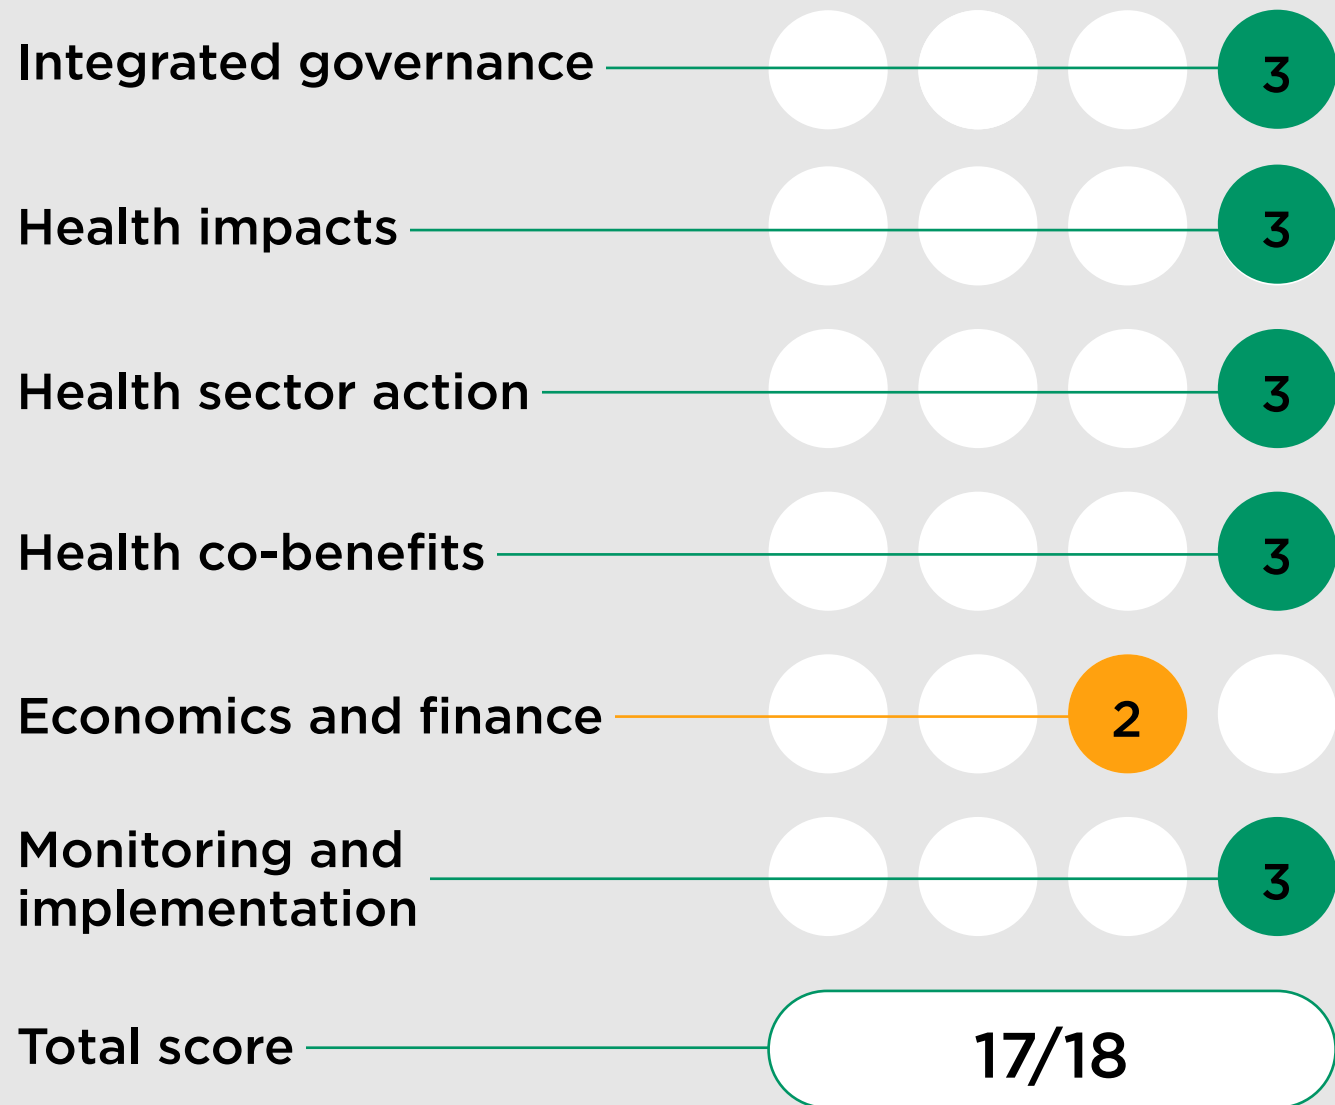 Integrated governance 3
Health impacts 3
Health sector action 3
Health co-benefits 3
Economics and finance 2
Monitoring and
implementation 3
Total score 17/18